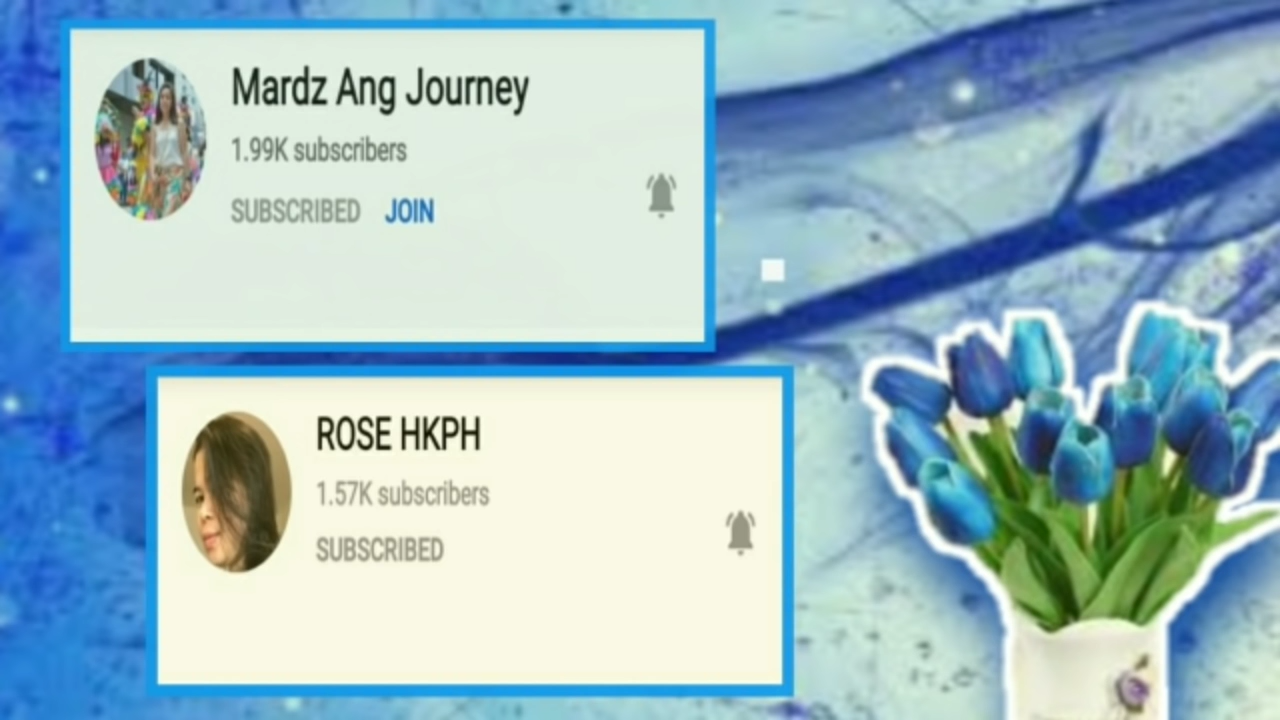 Mardz Ang Journey
1.99K subscribers
SUBSCRIBED JOIN
ROSE HKPH
1.57K subscribers
SUBSCRIBED